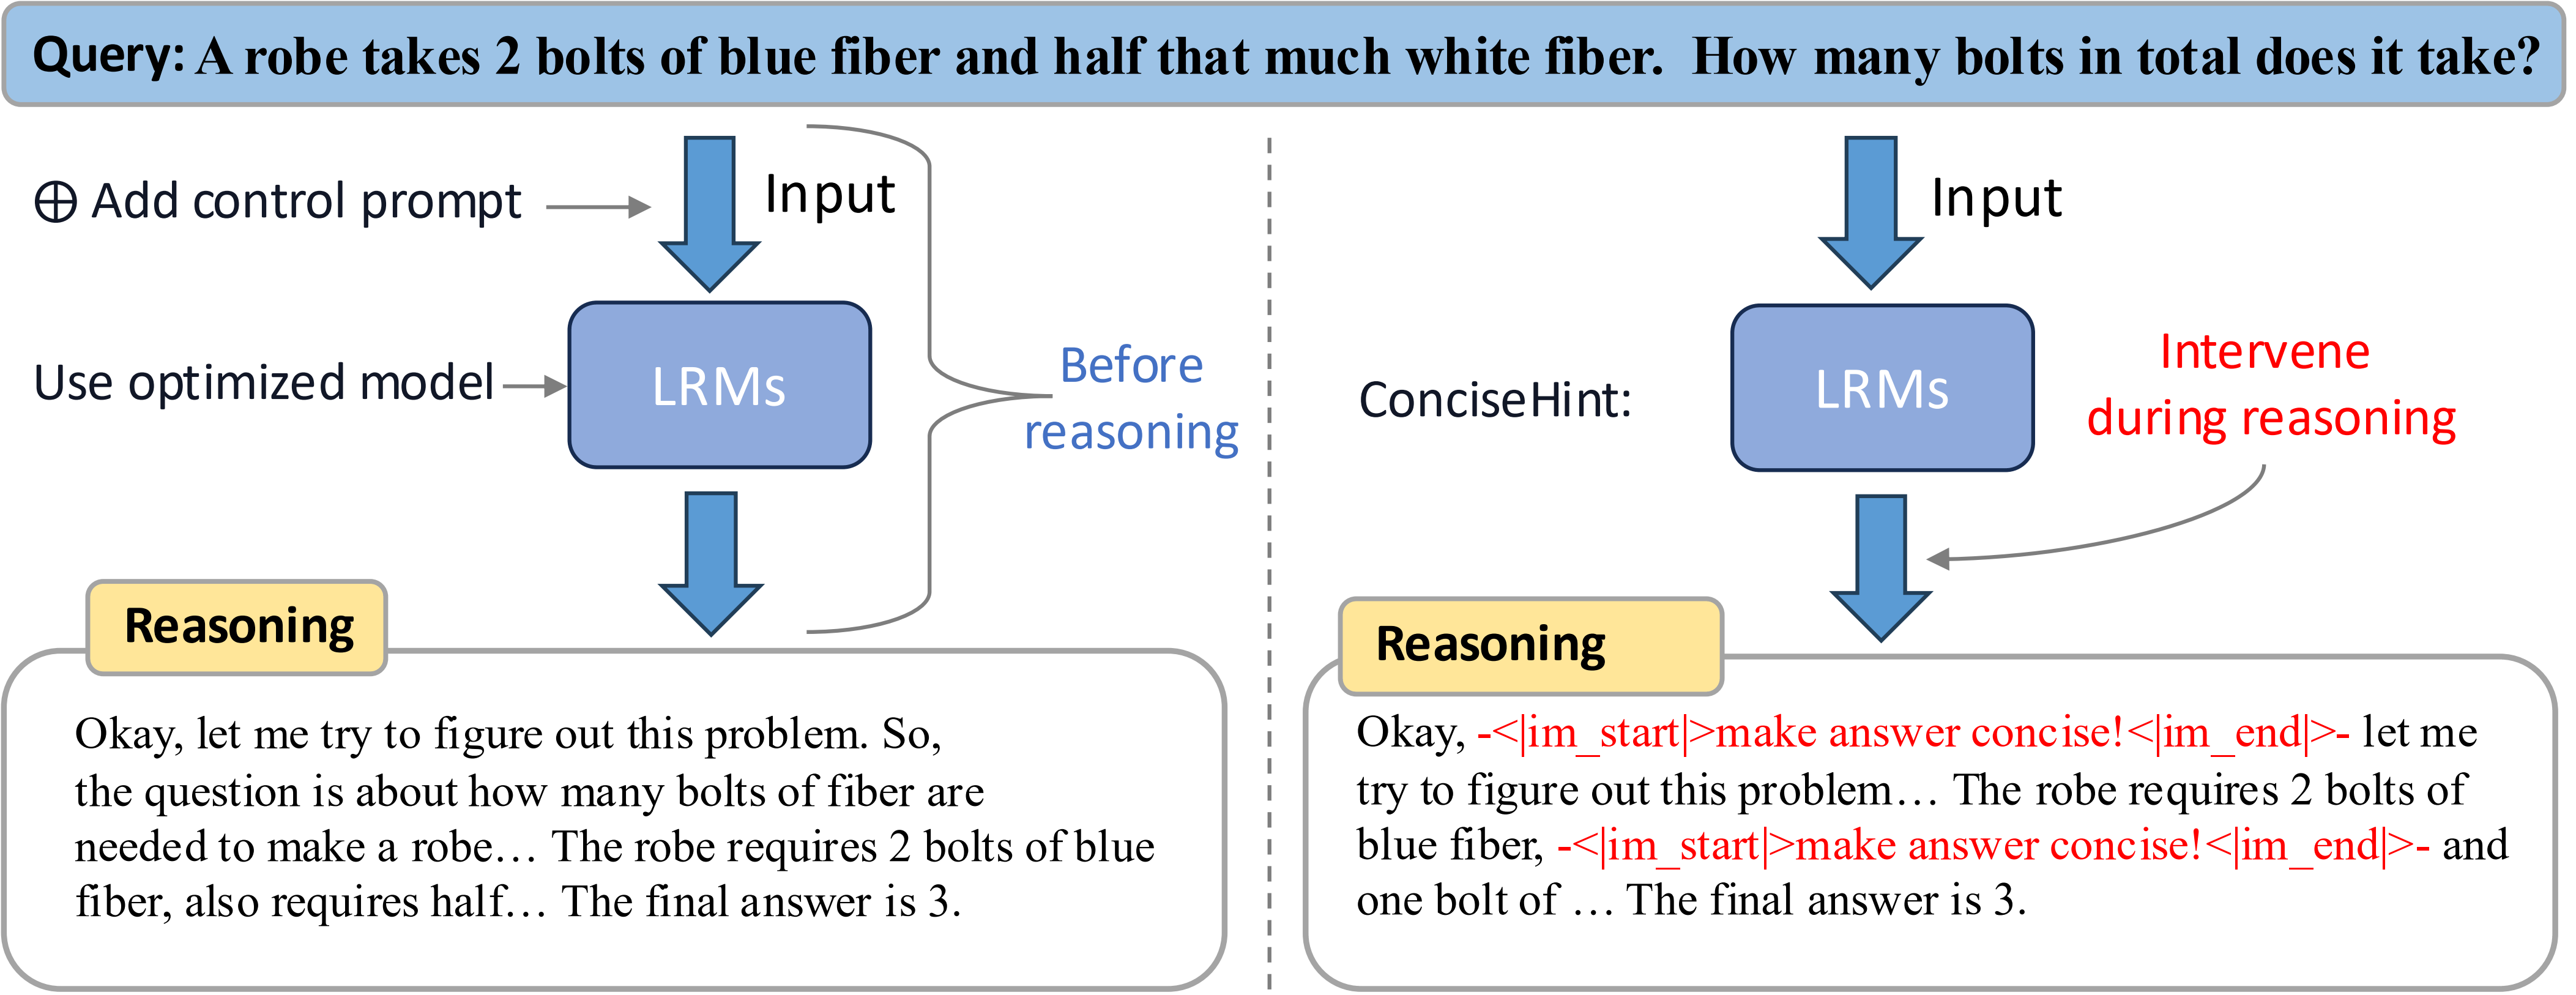 Query: A robe takes 2 bolts of blue fiber and half that much white fiber.  How many bolts in total does it take?
⊕ Add control prompt
Input
Use optimized model
LRMs
Before
reasoning
Reasoning
Okay, let me try to figure out this problem. So,
the question is about how many bolts of fiber are
needed to make a robe… The robe requires 2 bolts of blue
fiber, also requires half… The final answer is 3.
Input
ConciseHint:
LRMs
Intervene
during reasoning
Reasoning
Okay, -<|im_start|>make answer concise!<|im_end|>- let me
try to figure out this problem… The robe requires 2 bolts of
blue fiber, -<|im_start|>make answer concise!<|im_end|>- and
one bolt of … The final answer is 3.